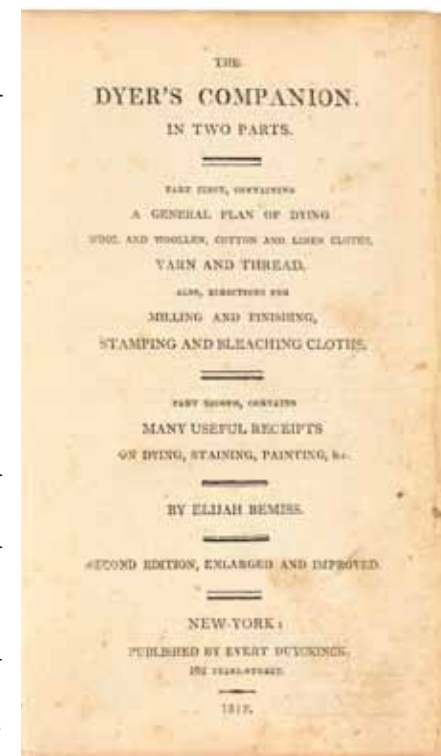 THE
DYER'S COMPANION.
IN TWO PARTS.
PART FIRST, CONTAINING
A GENERAL PLAN OF DYING
WOOL AND WOOLLEN, COTTON AND LINEN CLOTHS,
YARN AND THREAD.
ALSO, DIRECTIONS FOR
MILLING AND FINISHING,
STAMPING AND BLEACHING CLOTHS.
PART SECOND, CONTAINS
MANY USEFUL RECEIPTS
ON DYING, STAINING, PAINTING, &c.
BY ELIJAH BEMISS.
SECOND EDITION, ENLARGED AND IMPROVED.
NEW-YORK:
PUBLISHED BY EVERT DUYCKINCK,
PEARL-STREET.